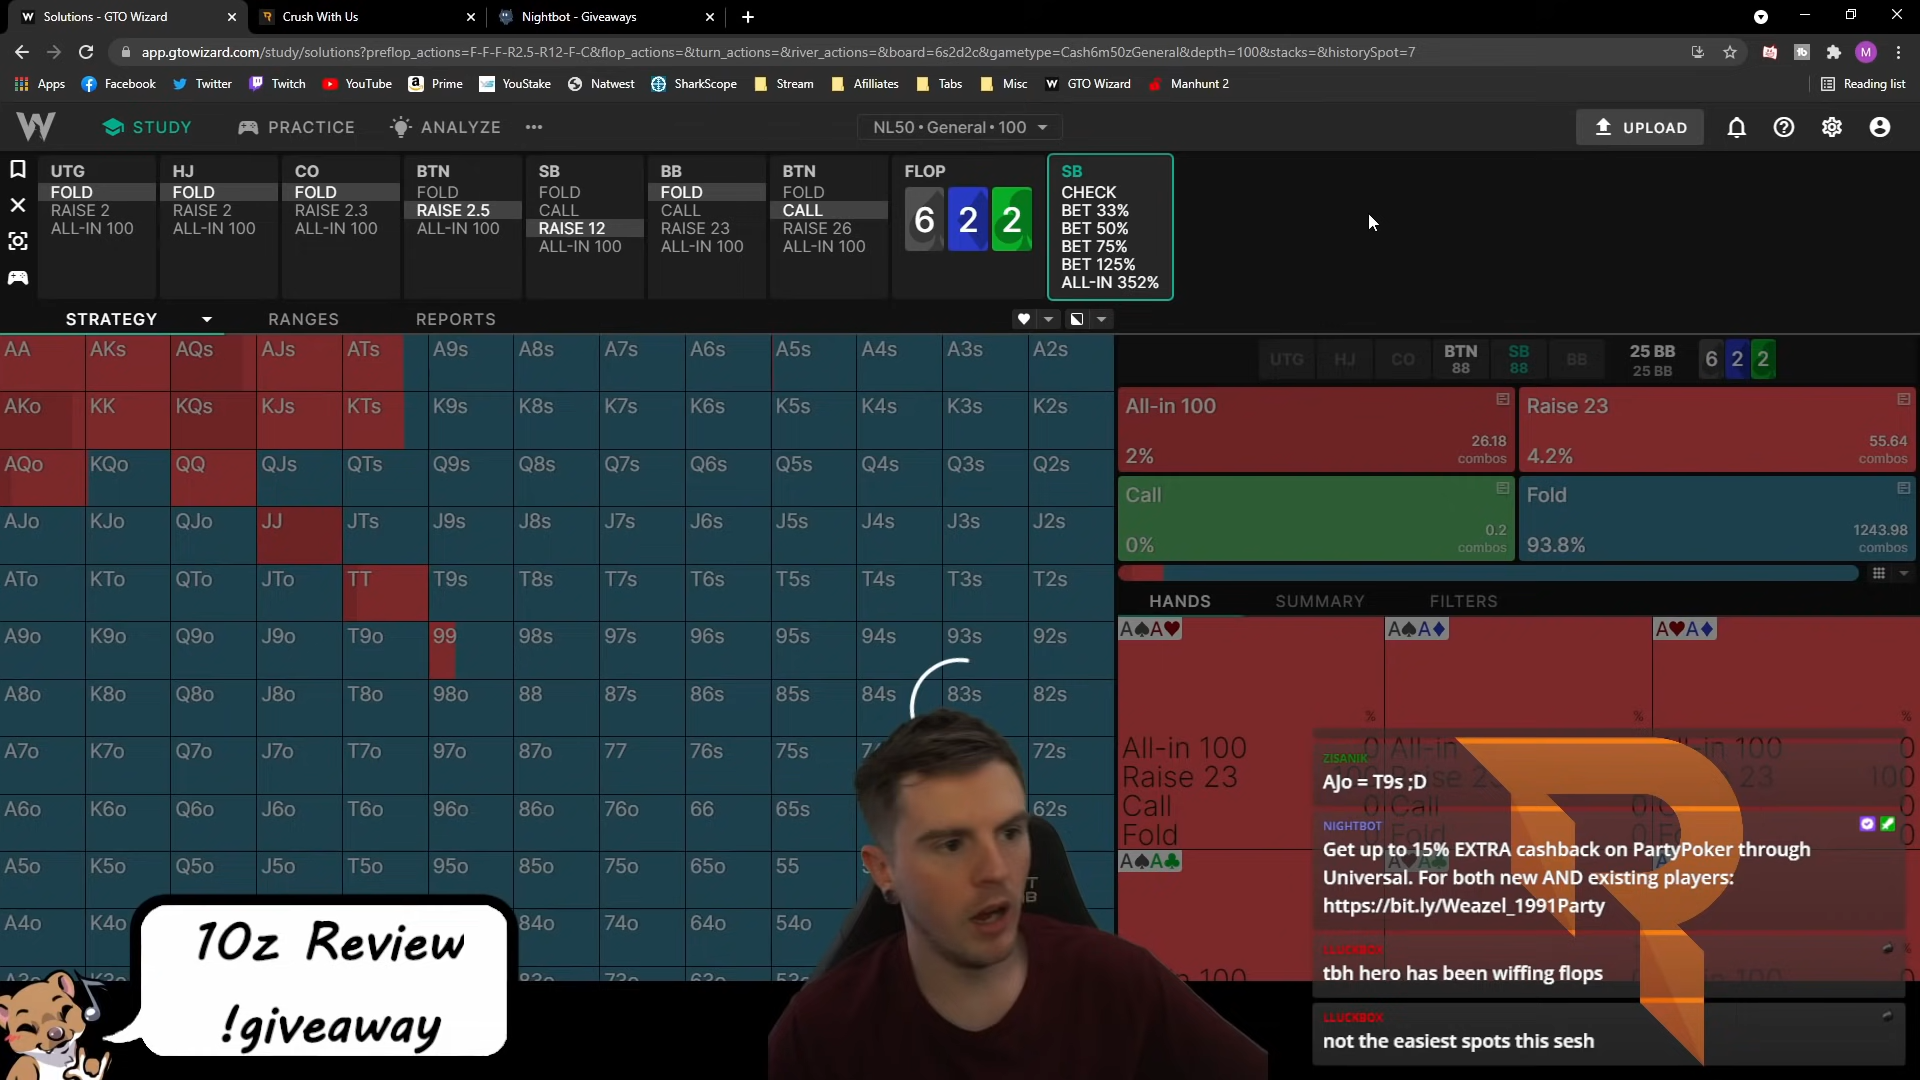 Solutions - GTO Wizard
Crush With Us
Nightbot - Giveaways
app.gtowizard.com/study/solutions?preflop_actions=F-F-F-R2.5-R12-F-C&flop_actions=&turn_actions=&river_actions=&board=6s2d2c&gametype=Cash6m50zGeneral&depth=100&stacks=&historySpot=7
M
Apps Facebook Twitter Twitch YouTube Prime YouStake Natwest SharkScope Stream Afilliates Tabs Misc GTO Wizard Manhunt 2 Reading list
STUDY PRACTICE ANALYZE NL50 • General • 100 UPLOAD
UTG
FOLD
RAISE 2
ALL-IN 100
HJ
FOLD
RAISE 2
ALL-IN 100
CO
FOLD
RAISE 2.3
ALL-IN 100
BTN
FOLD
RAISE 2.5
ALL-IN 100
SB
FOLD
CALL
RAISE 12
ALL-IN 100
BB
FOLD
CALL
RAISE 23
ALL-IN 100
BTN
FOLD
CALL
RAISE 26
ALL-IN 100
FLOP
6 2 2
SB
CHECK
BET 33%
BET 50%
BET 75%
BET 125%
ALL-IN 352%
STRATEGY RANGES REPORTS
AA AKs AQs AJs ATs A9s A8s A7s A6s A5s A4s A3s A2s
AKo KK KQs KJs KTs K9s K8s K7s K6s K5s K4s K3s K2s
AQo KQo QQ QJs QTs Q9s Q8s Q7s Q6s Q5s Q4s Q3s Q2s
AJo KJo QJo JJ JTs J9s J8s J7s J6s J5s J4s J3s J2s
ATo KTo QTo JTo TT T9s T8s T7s T6s T5s T4s T3s T2s
A9o K9o Q9o J9o T9o 99 98s 97s 96s 95s 94s 93s 92s
A8o K8o Q8o J8o T8o 98o 88 87s 86s 85s 84s 83s 82s
A7o K7o Q7o J7o T7o 97o 87o 77 76s 75s 72s
A6o K6o Q6o J6o T6o 96o 86o 76o 66 65s 62s
A5o K5o Q5o J5o T5o 95o 85o 75o 65o 55
A4o K4o 84o 74o 64o 54o
UTG HJ CO BTN SB BB 25 BB 6 2 2
88 88 25 BB
All-in 100
26.18
2% combos
Raise 23
55.64
4.2% combos
Call
0.2
0% combos
Fold
1243.98
93.8% combos
HANDS SUMMARY FILTERS
A♠A♥ A♠A♦ A♥A♦
% % %
All-in 100
Raise 23
Call
Fold
A♠A♣
ZISANIK
AJo = T9s ;D
NIGHTBOT
Get up to 15% EXTRA cashback on PartyPoker through
Universal. For both new AND existing players:
https://bit.ly/Weazel_1991Party
LLUCKBOX
tbh hero has been wiffing flops
LLUCKBOX
not the easiest spots this sesh
10z Review
!giveaway